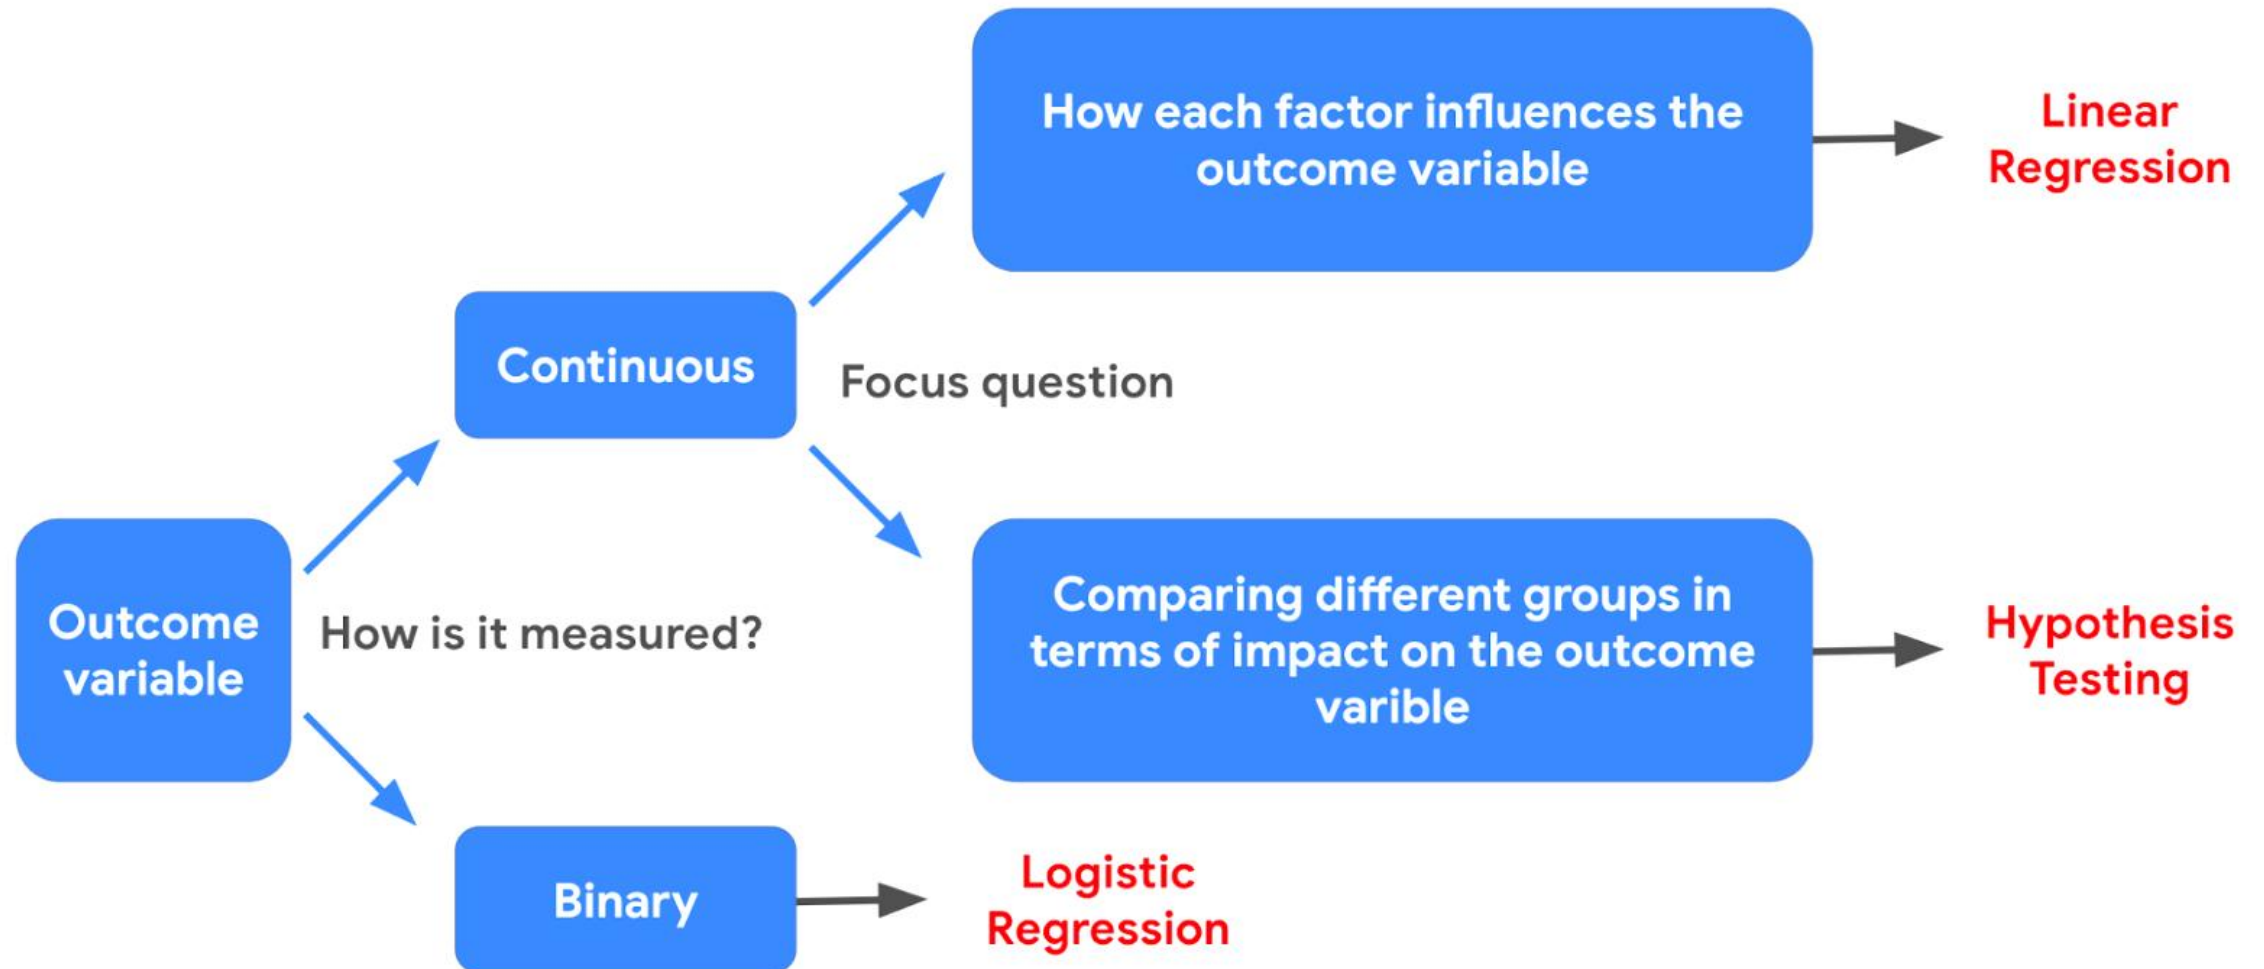 How each factor influences the
outcome variable
Linear
Regression
Continuous
Focus question
Outcome
variable
How is it measured?
Comparing different groups in
terms of impact on the outcome
varible
Hypothesis
Testing
Binary
Logistic
Regression